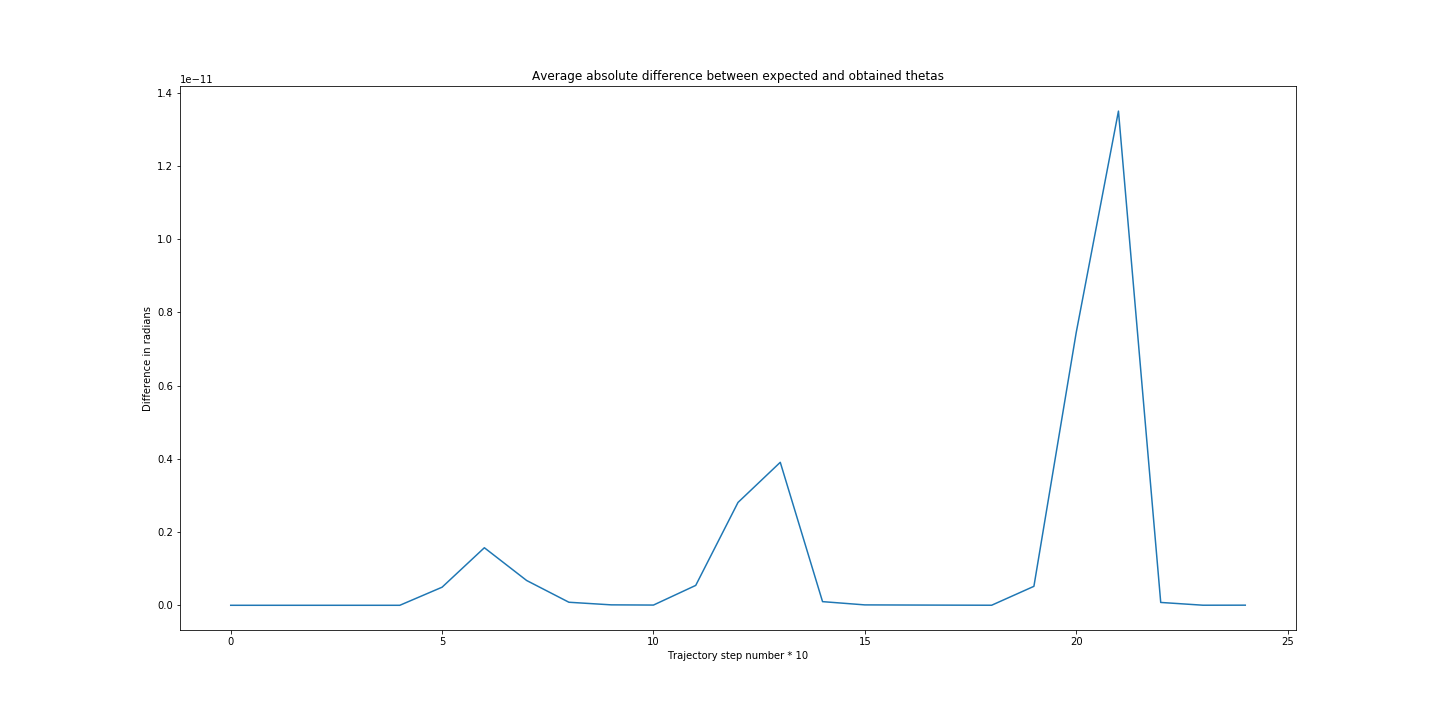 Average absolute difference between expected and obtained thetas
1e−11
1.4
1.2
1.0
0.8
0.6
0.4
0.2
0.0
Difference in radians
0 5 10 15 20 25
Trajectory step number * 10